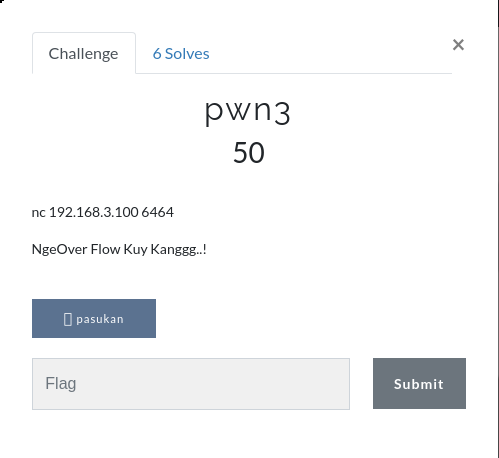 Challenge
6 Solves
×
pwn3
50
nc 192.168.3.100 6464
NgeOver Flow Kuy Kanggg..!
pasukan
Flag
Submit